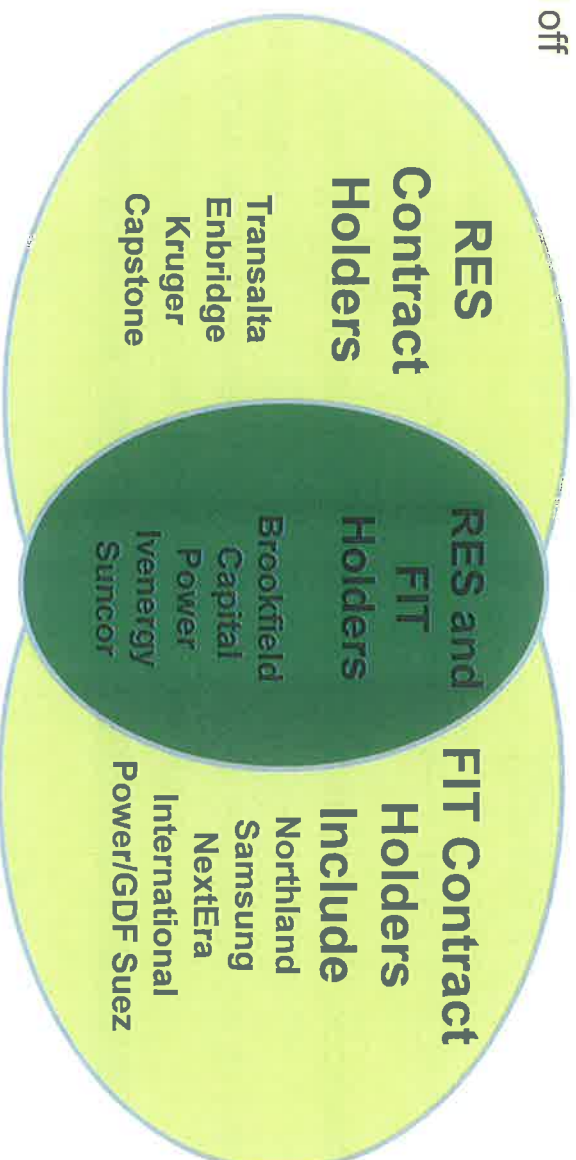 off
RES
Contract
Holders
Transalta
Enbridge
Kruger
Capstone
RES and
FIT
Holders
Brookfield
Capital
Power
Ivenergy
Suncor
FIT Contract
Holders
Include
Northland
Samsung
NextEra
International
Power/GDF Suez